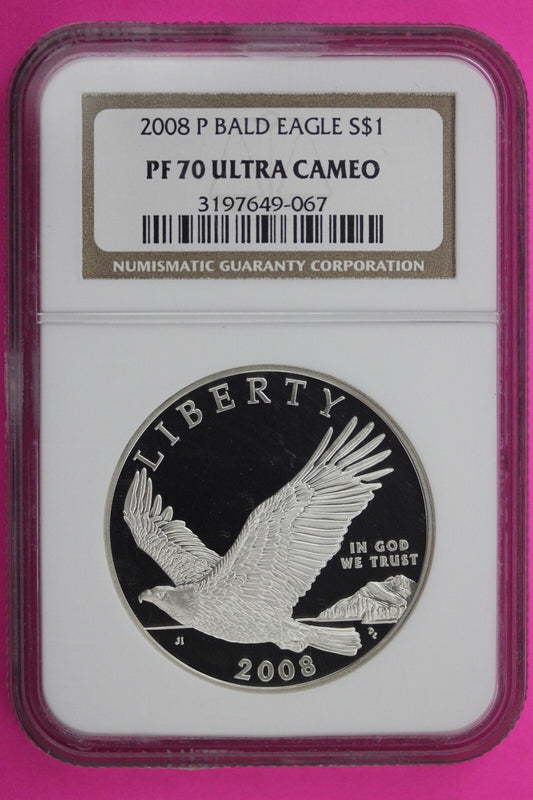 2008 P BALD EAGLE S$1
PF 70 ULTRA CAMEO
3197649-067
NUMISMATIC GUARANTY CORPORATION
LIBERTY
IN GOD
WE TRUST
JI
2008